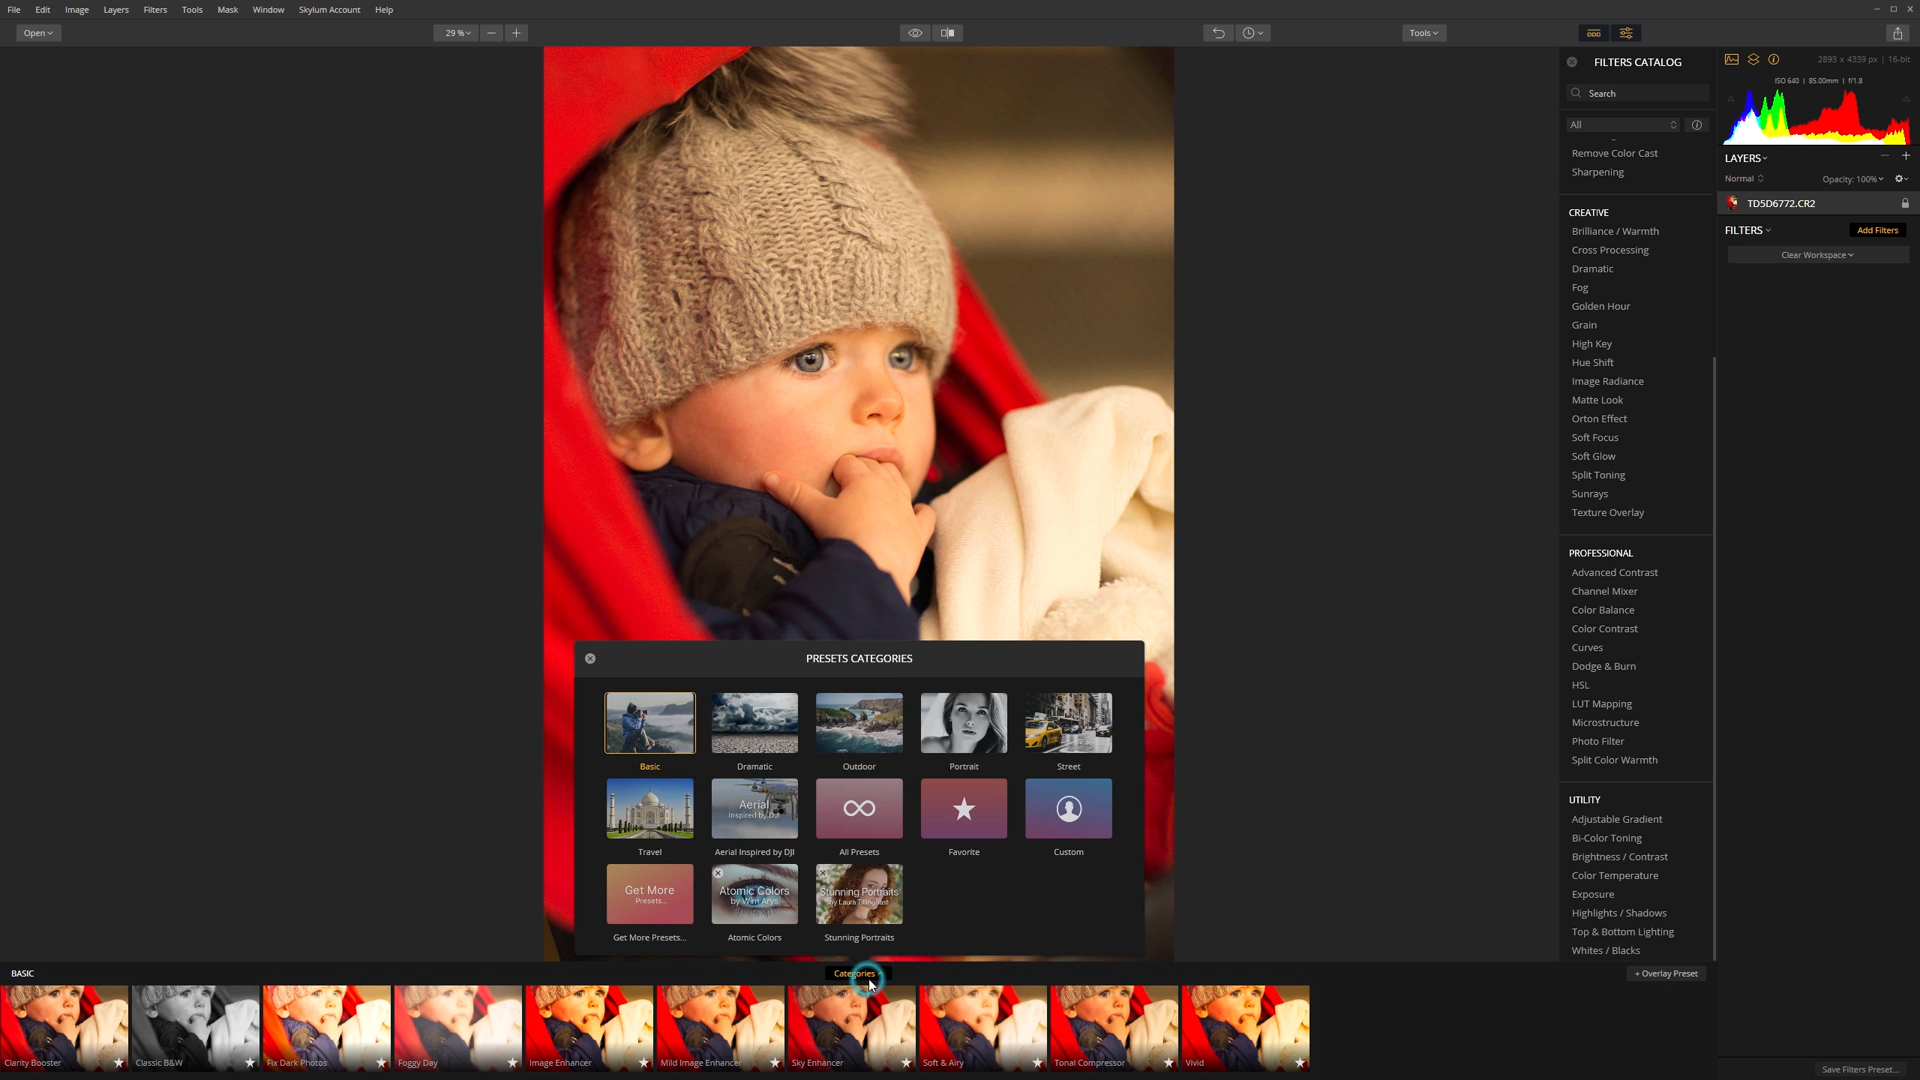 File Edit Image Layers Filters Tools Mask Window Skylum Account Help
Open 29 % Tools
FILTERS CATALOG
Search
All
Remove Color Cast
Sharpening
CREATIVE
Brilliance / Warmth
Cross Processing
Dramatic
Fog
Golden Hour
Grain
High Key
Hue Shift
Image Radiance
Matte Look
Orton Effect
Soft Focus
Soft Glow
Split Toning
Sunrays
Texture Overlay
PROFESSIONAL
Advanced Contrast
Channel Mixer
Color Balance
Color Contrast
Curves
Dodge & Burn
HSL
LUT Mapping
Microstructure
Photo Filter
Split Color Warmth
UTILITY
Adjustable Gradient
Bi-Color Toning
Brightness / Contrast
Color Temperature
Exposure
Highlights / Shadows
Top & Bottom Lighting
Whites / Blacks
2893 x 4339 px | 16-bit
ISO 640 | 85.00mm | f/1.8
LAYERS
Normal Opacity: 100%
TD5D6772.CR2
FILTERS Add Filters
Clear Workspace
PRESETS CATEGORIES
Basic Dramatic Outdoor Portrait Street
Aerial
Inspired by DJI
Travel Aerial Inspired by DJI All Presets Favorite Custom
Get More
Presets...
Atomic Colors
by Wim Arys
Stunning Portraits
by Laura Tillinghast
Get More Presets... Atomic Colors Stunning Portraits
BASIC Categories + Overlay Preset
Clarity Booster Classic B&W Fix Dark Photos Foggy Day Image Enhancer Mild Image Enhancer Sky Enhancer Soft & Airy Tonal Compressor Vivid
Save Filters Preset...